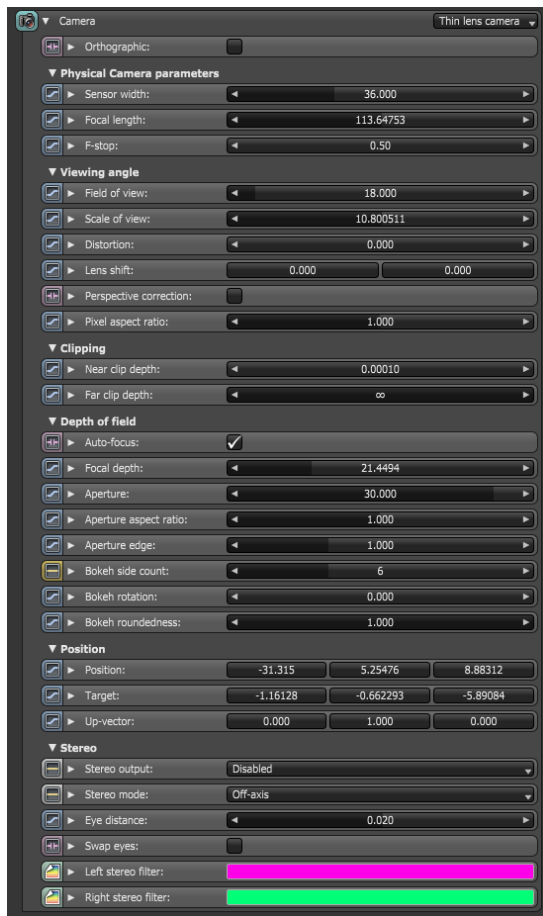 Camera Thin lens camera
Orthographic:
Physical Camera parameters
Sensor width: 36.000
Focal length: 113.64753
F-stop: 0.50
Viewing angle
Field of view: 18.000
Scale of view: 10.800511
Distortion: 0.000
Lens shift: 0.000 0.000
Perspective correction:
Pixel aspect ratio: 1.000
Clipping
Near clip depth: 0.00010
Far clip depth: ∞
Depth of field
Auto-focus:
Focal depth: 21.4494
Aperture: 30.000
Aperture aspect ratio: 1.000
Aperture edge: 1.000
Bokeh side count: 6
Bokeh rotation: 0.000
Bokeh roundedness: 1.000
Position
Position: -31.315 5.25476 8.88312
Target: -1.16128 -0.662293 -5.89084
Up-vector: 0.000 1.000 0.000
Stereo
Stereo output: Disabled
Stereo mode: Off-axis
Eye distance: 0.020
Swap eyes:
Left stereo filter:
Right stereo filter: